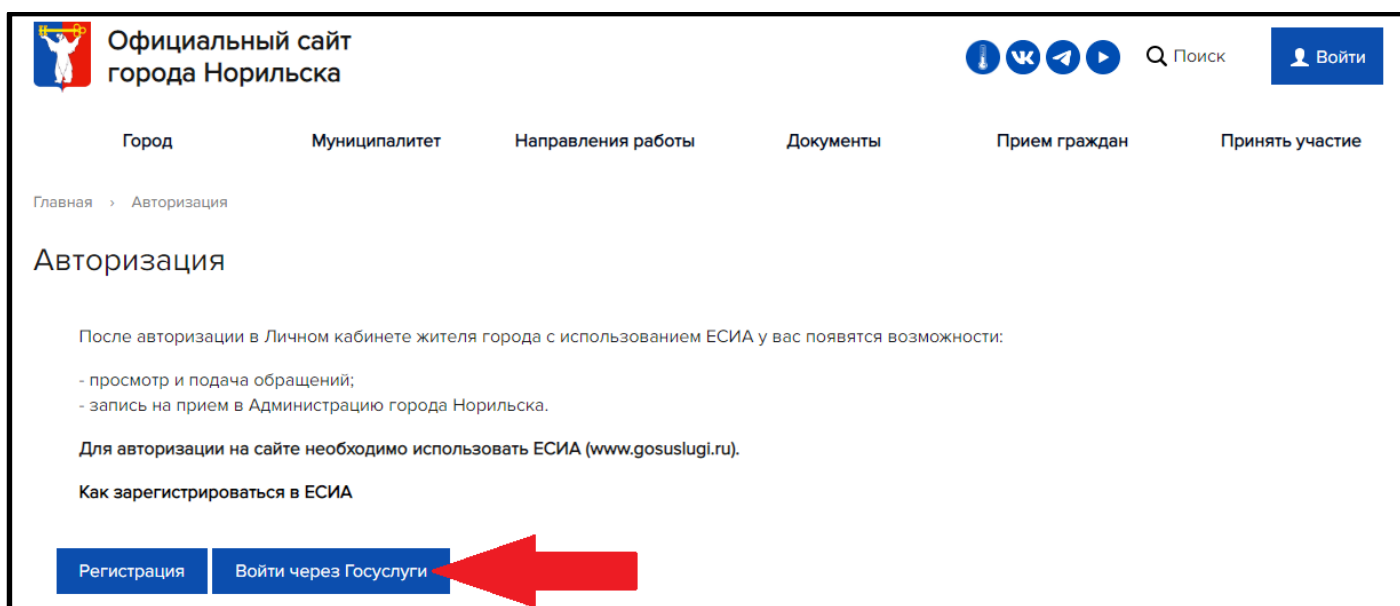 Официальный сайт
города Норильска
Поиск
Войти
Город Муниципалитет Направления работы Документы Прием граждан Принять участие
Главная › Авторизация
Авторизация
После авторизации в Личном кабинете жителя города с использованием ЕСИА у вас появятся возможности:
- просмотр и подача обращений;
- запись на прием в Администрацию города Норильска.
Для авторизации на сайте необходимо использовать ЕСИА (www.gosuslugi.ru).
Как зарегистрироваться в ЕСИА
Регистрация Войти через Госуслуги